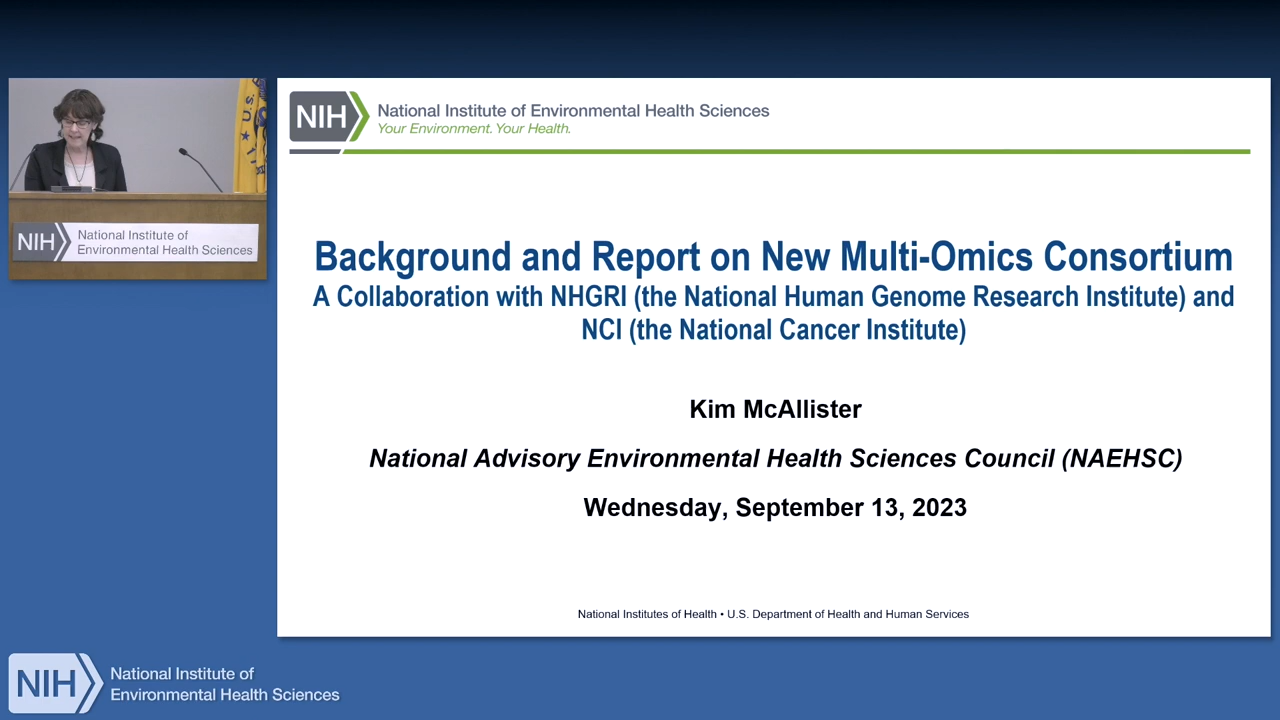 U.S.
NIH
National Institute of
Environmental Health Sciences
NIH
National Institute of Environmental Health Sciences
Your Environment. Your Health.
Background and Report on New Multi-Omics Consortium
A Collaboration with NHGRI (the National Human Genome Research Institute) and
NCI (the National Cancer Institute)
Kim McAllister
National Advisory Environmental Health Sciences Council (NAEHSC)
Wednesday, September 13, 2023
National Institutes of Health • U.S. Department of Health and Human Services
NIH
National Institute of
Environmental Health Sciences